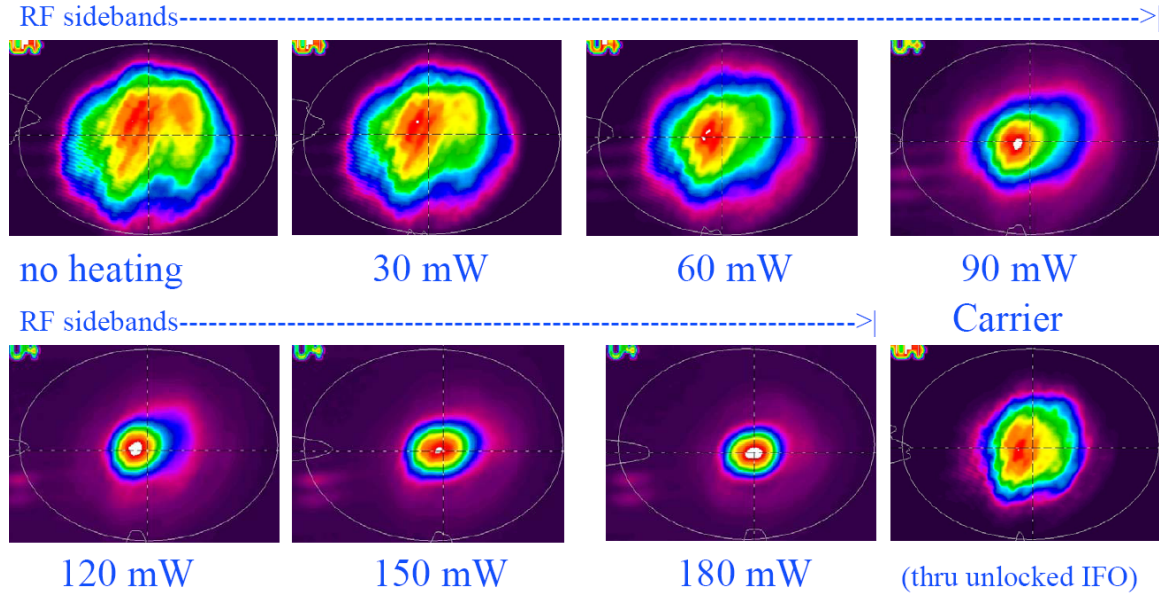 RF sidebands-------------------------------------------------------------------------------->|
no heating 30 mW 60 mW 90 mW
RF sidebands--------------------------------------------------------->| Carrier
120 mW 150 mW 180 mW (thru unlocked IFO)